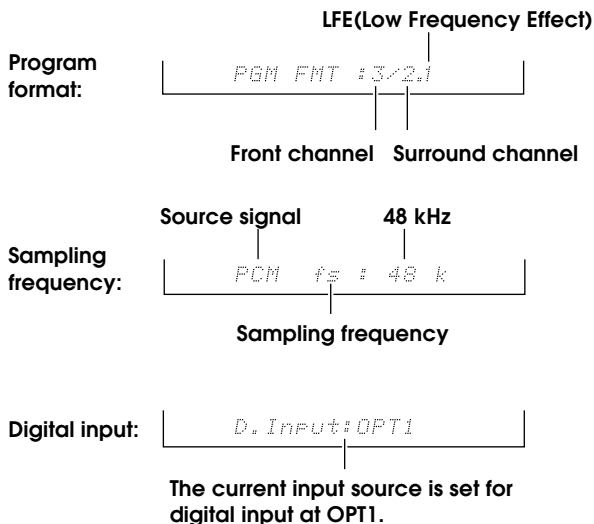 LFE(Low Frequency Effect)
Program
format:
PGM FMT :3/2.1
Front channel Surround channel
Source signal 48 kHz
Sampling
frequency:
PCM fs : 48 k
Sampling frequency
Digital input:
D.Input:OPT1
The current input source is set for
digital input at OPT1.